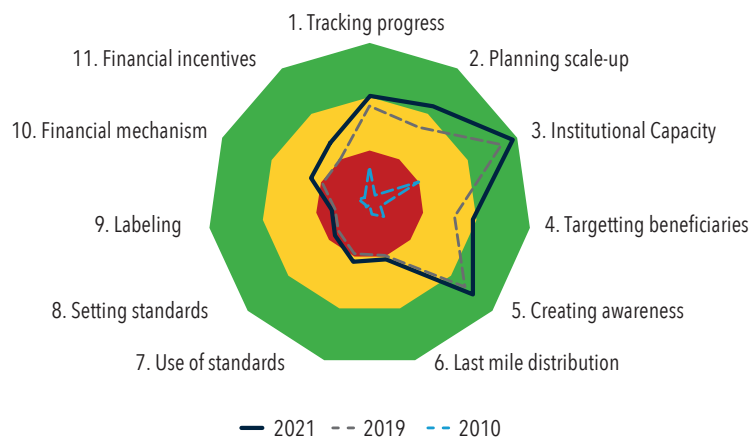 1. Tracking progress
2. Planning scale-up
3. Institutional Capacity
4. Targetting beneficiaries
5. Creating awareness
6. Last mile distribution
7. Use of standards
8. Setting standards
9. Labeling
10. Financial mechanism
11. Financial incentives
2021 2019 2010